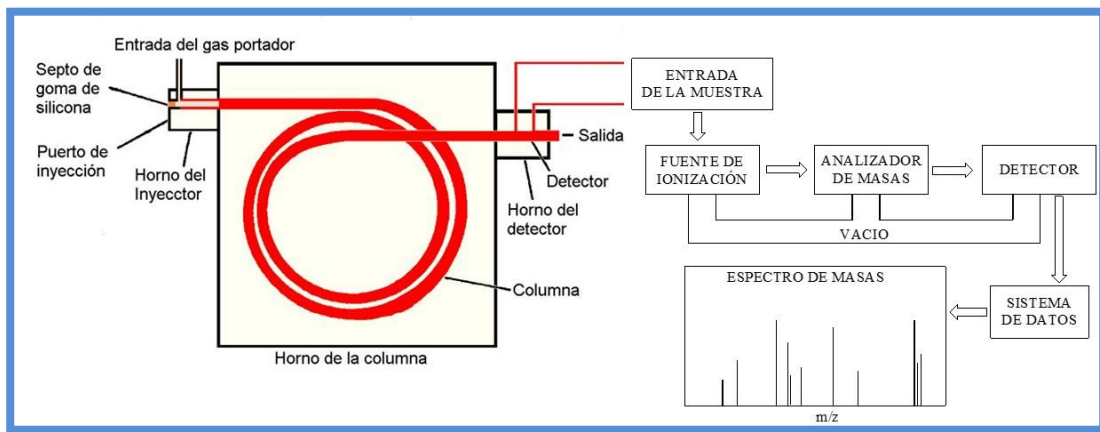 Entrada del gas portador
Septo de
goma de
silicona
Puerto de
inyección
Horno del
Inyecctor
Salida
Detector
Horno del
detector
Columna
Horno de la columna
ENTRADA
DE LA MUESTRA
FUENTE DE
IONIZACIÓN
ANALIZADOR
DE MASAS
DETECTOR
VACIO
ESPECTRO DE MASAS
SISTEMA
DE DATOS
m/z